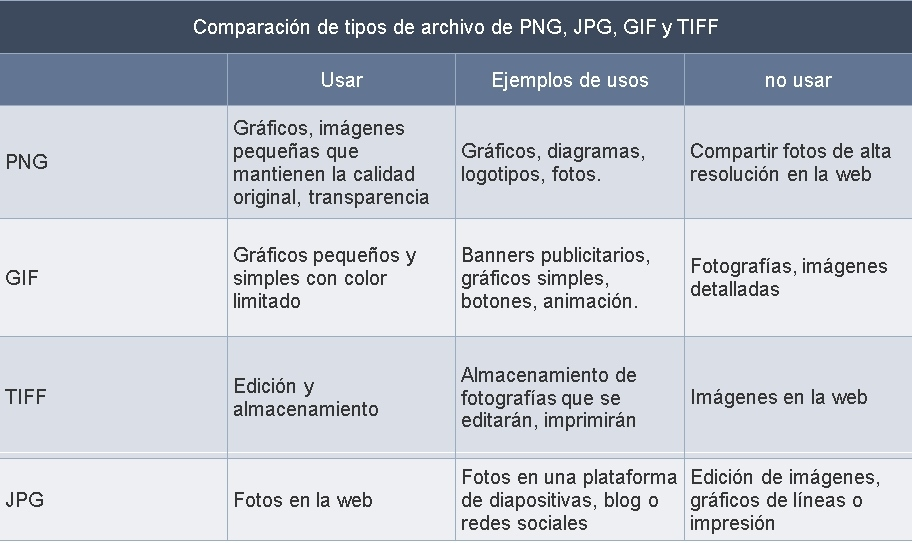 Comparación de tipos de archivo de PNG, JPG, GIF y TIFF
Usar
Ejemplos de usos
no usar
PNG
Gráficos, imágenes
pequeñas que
mantienen la calidad
original, transparencia
Gráficos, diagramas,
logotipos, fotos.
Compartir fotos de alta
resolución en la web
GIF
Gráficos pequeños y
simples con color
limitado
Banners publicitarios,
gráficos simples,
botones, animación.
Fotografías, imágenes
detalladas
TIFF
Edición y
almacenamiento
Almacenamiento de
fotografías que se
editarán, imprimirán
Imágenes en la web
JPG
Fotos en la web
Fotos en una plataforma
de diapositivas, blog o
redes sociales
Edición de imágenes,
gráficos de líneas o
impresión